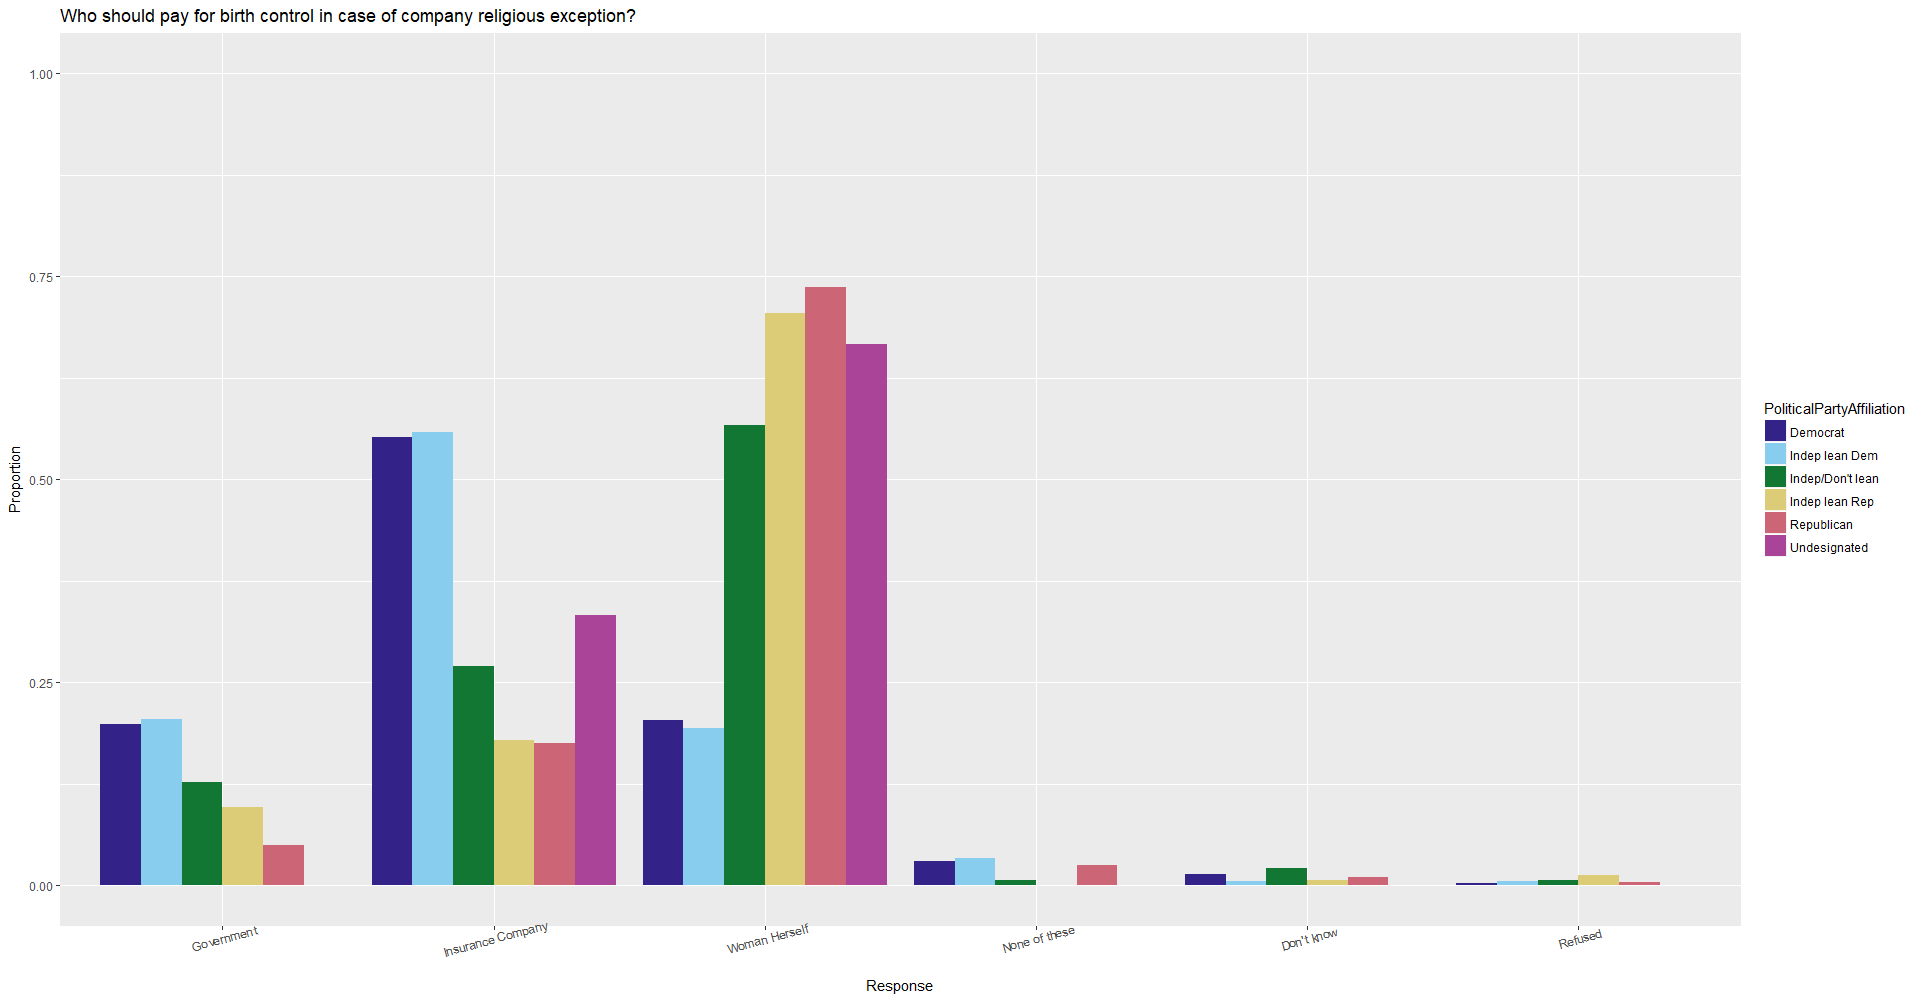 Who should pay for birth control in case of company religious exception?
1.00
0.75
0.50
0.25
0.00
Proportion
Government
Insurance Company
Woman Herself
None of these
Don't know
Refused
Response
PoliticalPartyAffiliation
Democrat
Indep lean Dem
Indep/Don't lean
Indep lean Rep
Republican
Undesignated